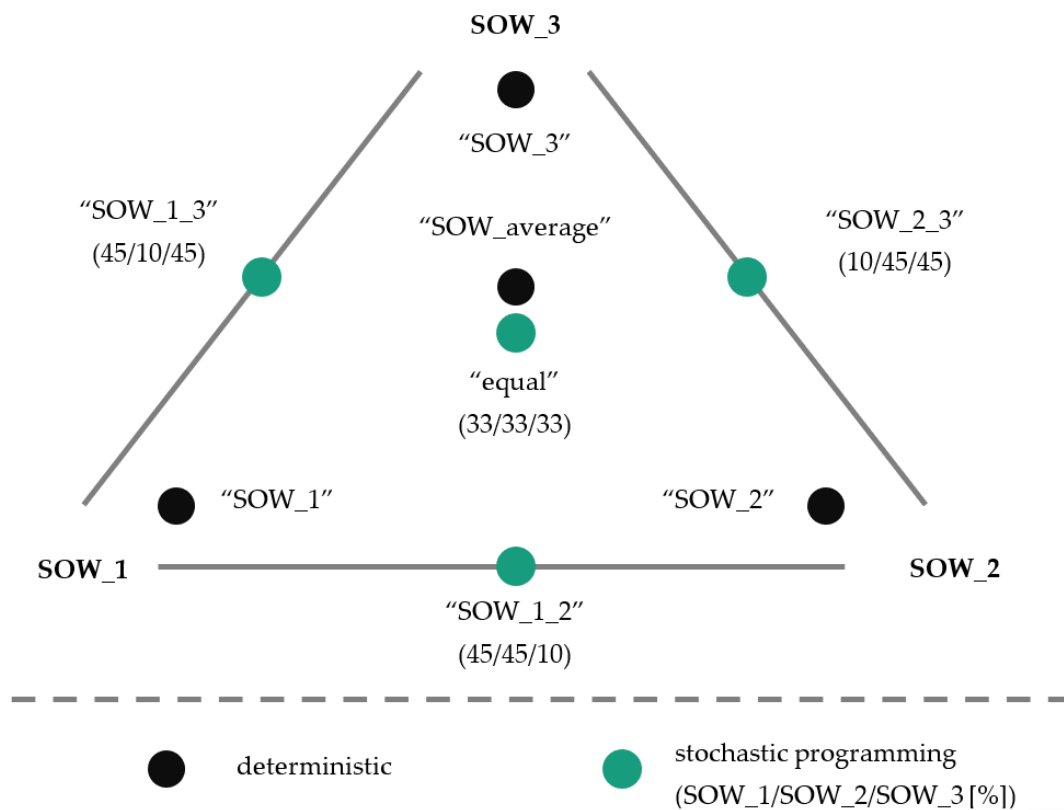 SOW_3
“SOW_3”
“SOW_1_3”
(45/10/45)
“SOW_average”
“SOW_2_3”
(10/45/45)
“equal”
(33/33/33)
“SOW_1”
“SOW_2”
SOW_1
SOW_2
“SOW_1_2”
(45/45/10)
deterministic
stochastic programming
(SOW_1/SOW_2/SOW_3 [%])